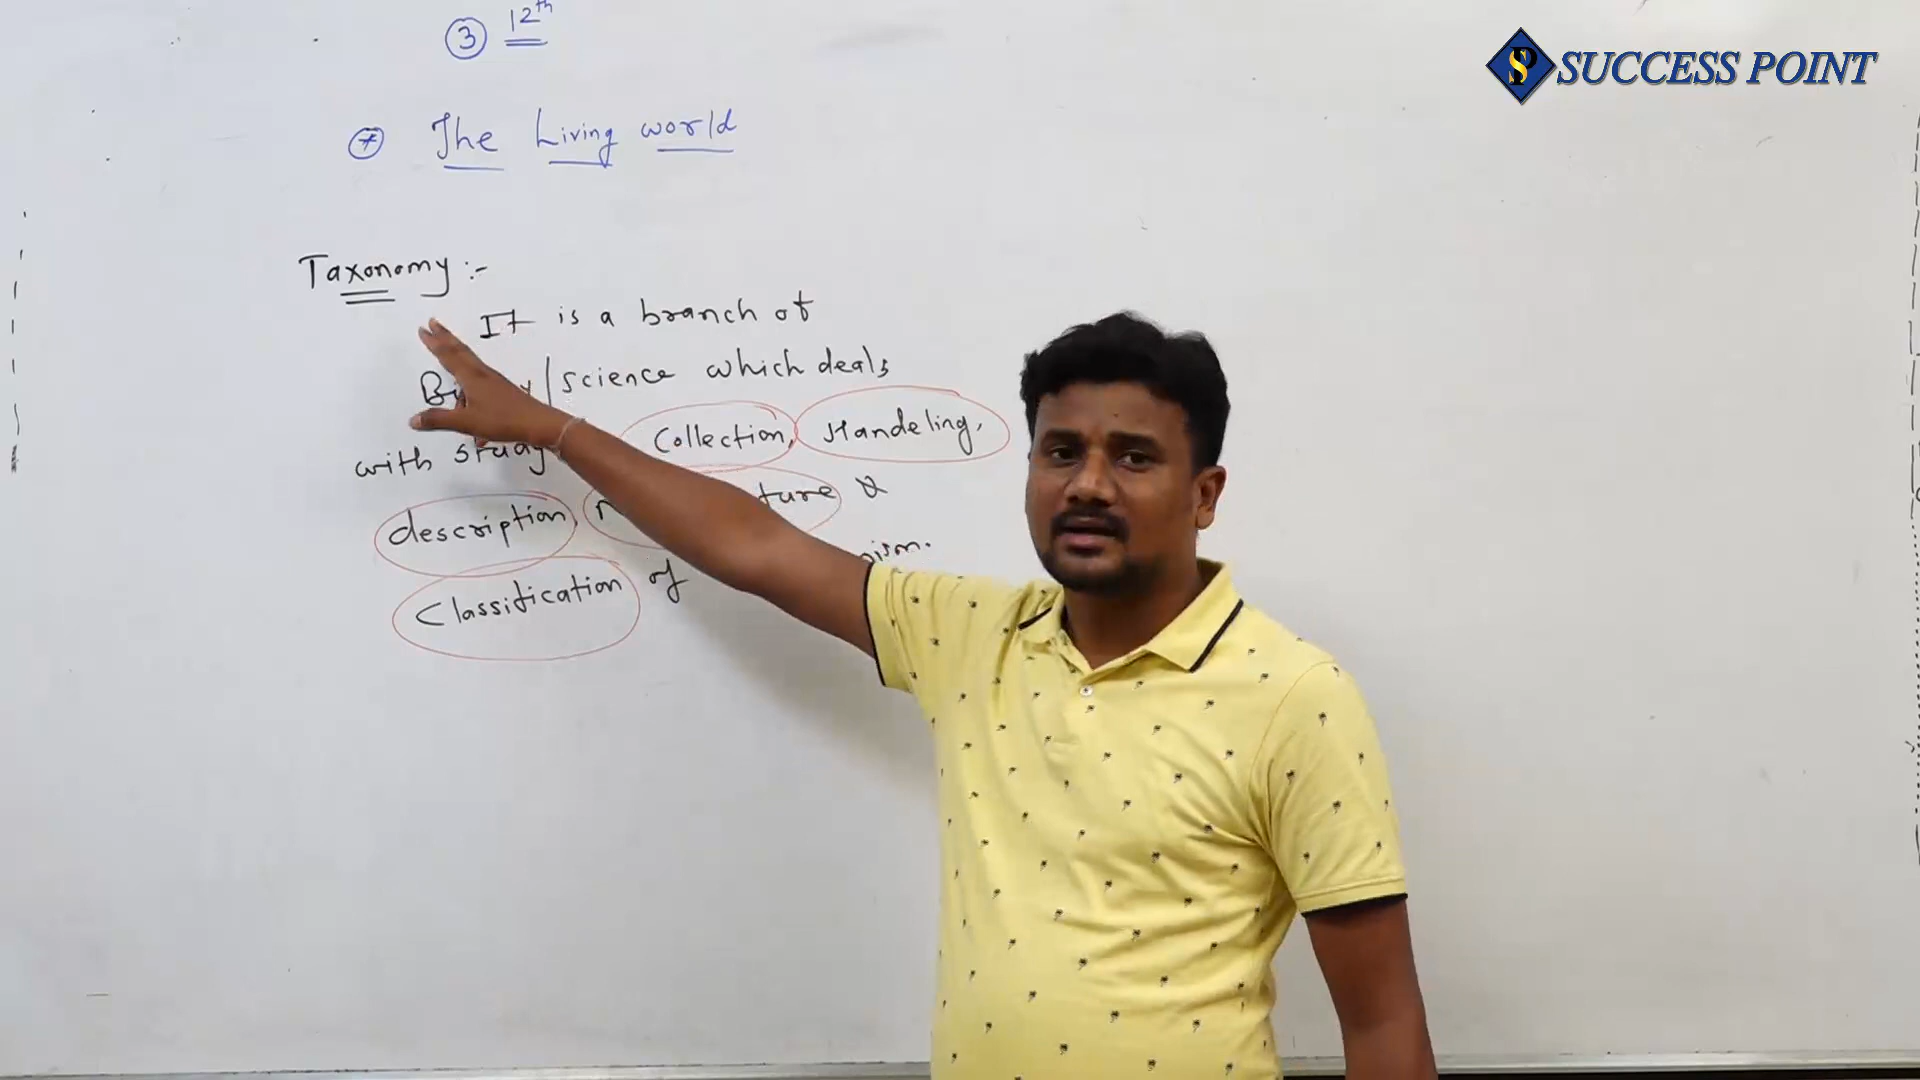 ③ 12th
SUCCESS POINT
* The Living world
Taxonomy :-
It is a branch of
/science which deals
with study Collection, Handeling,
description, &
Classification of